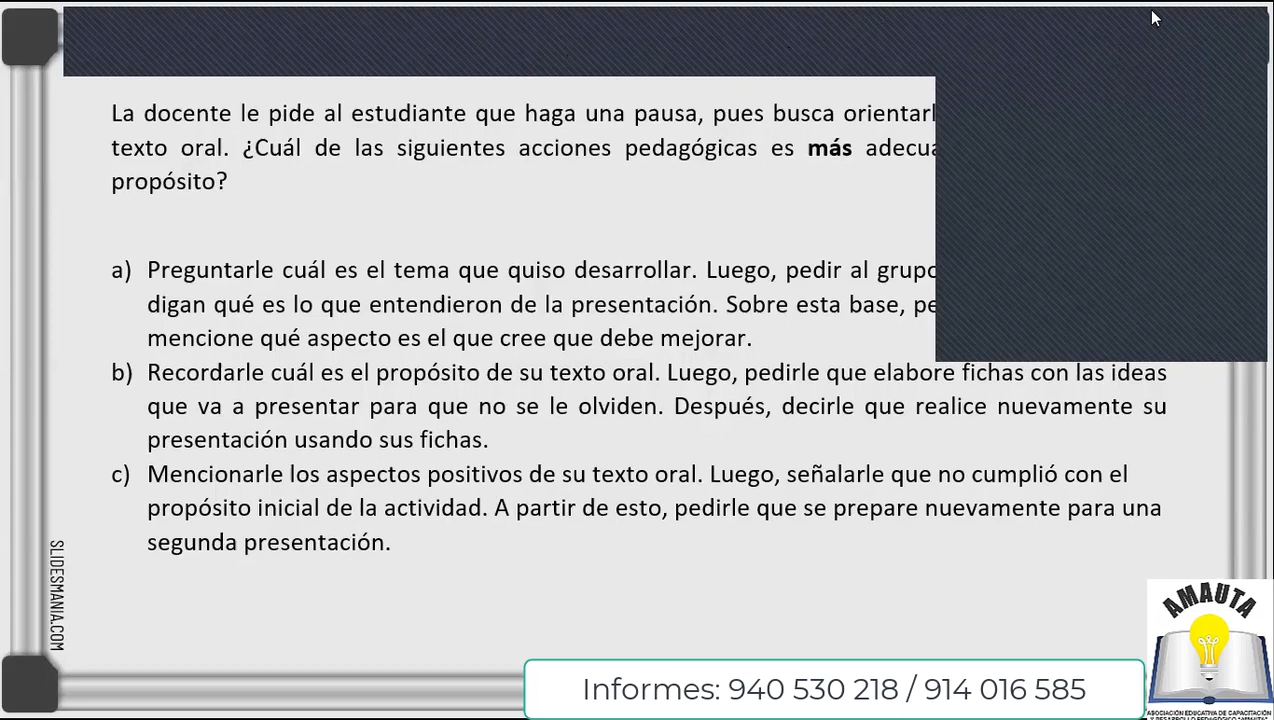 La docente le pide al estudiante que haga una pausa, pues busca
texto oral. ¿Cuál de las siguientes acciones pedagógicas es más
propósito?
a) Preguntarle cuál es el tema que quiso desarrollar. Luego, pedir al
digan qué es lo que entendieron de la presentación. Sobre esta base,
mencione qué aspecto es el que cree que debe mejorar.
b) Recordarle cuál es el propósito de su texto oral. Luego, pedirle que elabore fichas con las ideas
que va a presentar para que no se le olviden. Después, decirle que realice nuevamente su
presentación usando sus fichas.
c) Mencionarle los aspectos positivos de su texto oral. Luego, señalarle que no cumplió con el
propósito inicial de la actividad. A partir de esto, pedirle que se prepare nuevamente para una
segunda presentación.
SLIDESMANIA.COM
AMAUTA
Informes: 940 530 218 / 914 016 585
ASOCIACIÓN EDUCATIVA DE CAPACITACIÓN
Y DESARROLLO PEDAGÓGICO AMAUTA